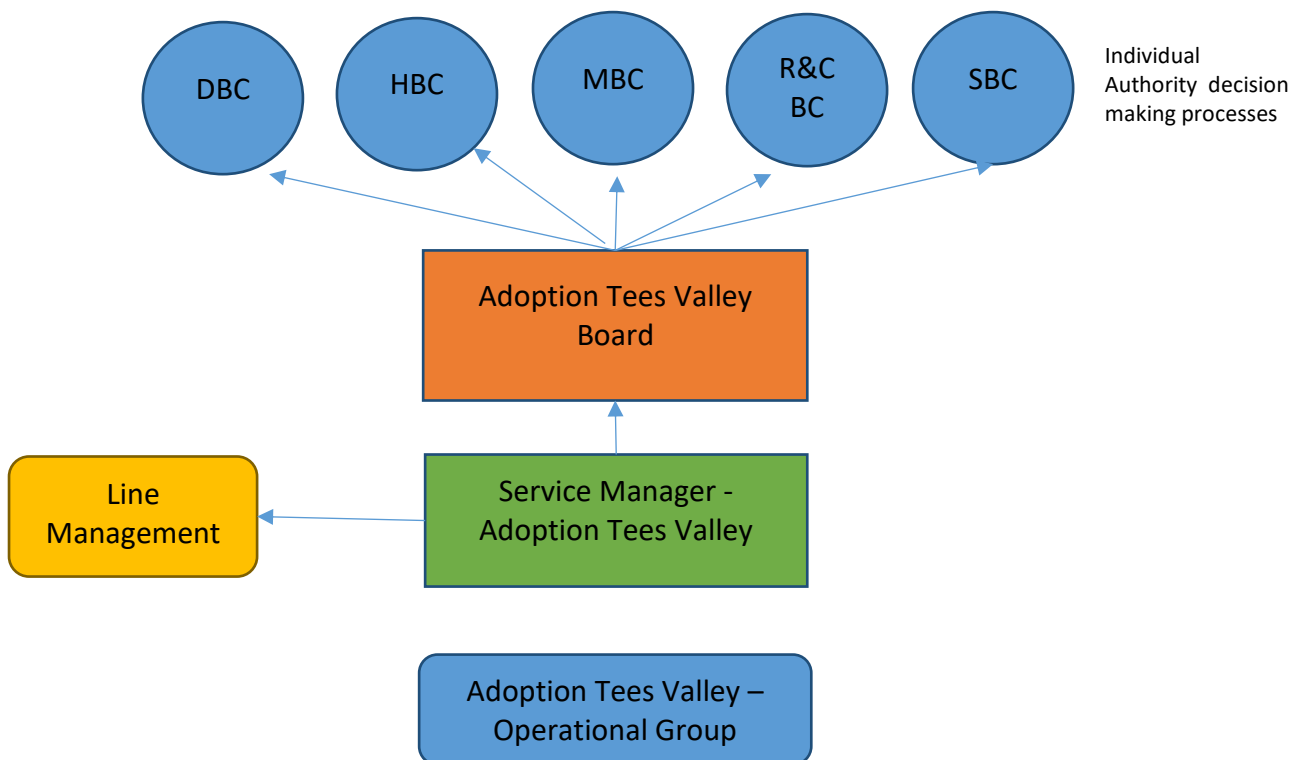 DBC
HBC
MBC
R&C
BC
SBC
Individual
Authority decision
making processes
Adoption Tees Valley
Board
Line
Management
Service Manager -
Adoption Tees Valley
Adoption Tees Valley –
Operational Group